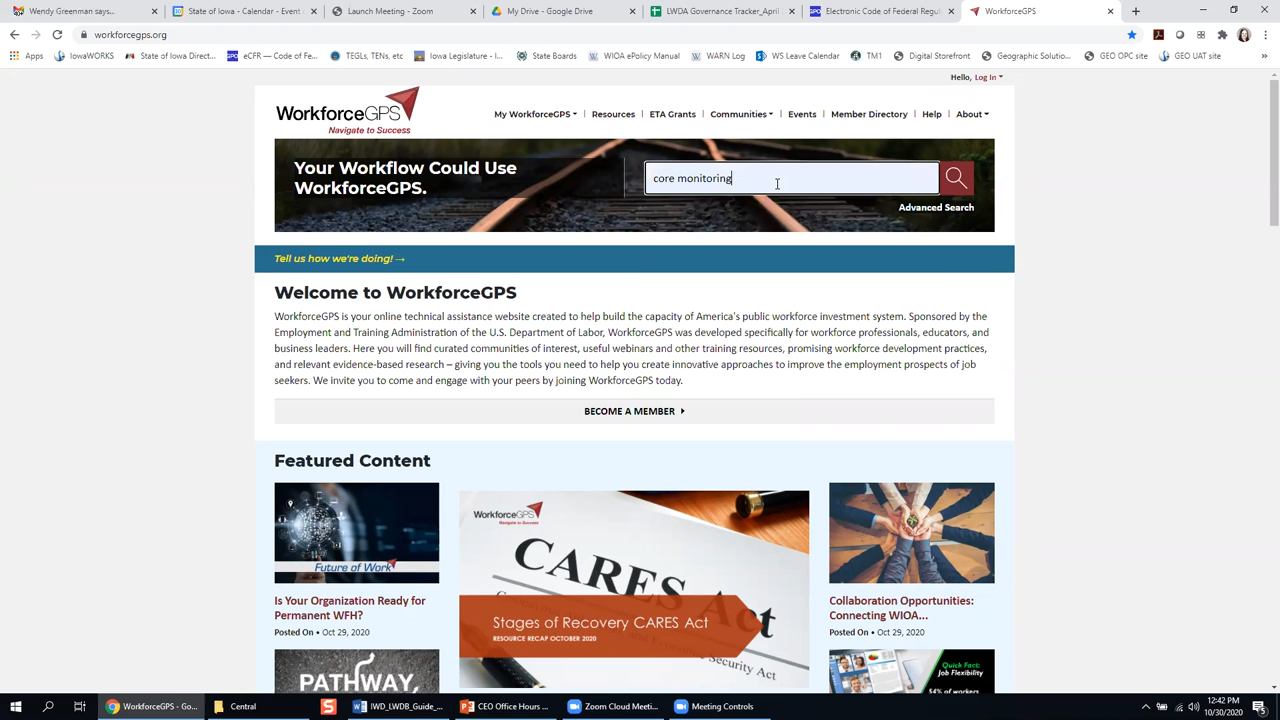 Wendy Greenman says...
State of Iowa - Calendar - Event
Launch Meeting - Zoom
My Drive - Google Drive
LWDA Governance Tracker_April
Electronic Code of Federal Regul
WorkforceGPS
workforcegps.org
Apps
IowaWORKS
State of Iowa Direct...
eCFR — Code of Fe...
TEGLs, TENs, etc
Iowa Legislature - I...
State Boards
WIOA ePolicy Manual
WARN Log
WS Leave Calendar
TM1
Digital Storefront
Geographic Solutio...
GEO OPC site
GEO UAT site
»
Hello, Log In
WorkforceGPS
Navigate to Success
My WorkforceGPS
Resources
ETA Grants
Communities
Events
Member Directory
Help
About
Your Workflow Could Use
WorkforceGPS.
core monitoring
Advanced Search
Tell us how we're doing! →
Welcome to WorkforceGPS
WorkforceGPS is your online technical assistance website created to help build the capacity of America's public workforce investment system. Sponsored by the
Employment and Training Administration of the U.S. Department of Labor, WorkforceGPS was developed specifically for workforce professionals, educators, and
business leaders. Here you will find curated communities of interest, useful webinars and other training resources, promising workforce development practices,
and relevant evidence-based research – giving you the tools you need to help you create innovative approaches to improve the employment prospects of job
seekers. We invite you to come and engage with your peers by joining WorkforceGPS today.
BECOME A MEMBER
Featured Content
Future of Work
Is Your Organization Ready for
Permanent WFH?
Posted On • Oct 29, 2020
PATHWAY,
WorkforceGPS
Navigate to Success
CARES Act
Stages of Recovery CARES Act
RESOURCE RECAP OCTOBER 2020
Security Act
Collaboration Opportunities:
Connecting WIOA...
Posted On • Oct 29, 2020
Quick Fact:
Job Flexibility
54% of workers
WorkforceGPS - Go...
Central
IWD_LWDB_Guide_...
CEO Office Hours ...
Zoom Cloud Meeti...
Meeting Controls
12:42 PM
10/30/2020